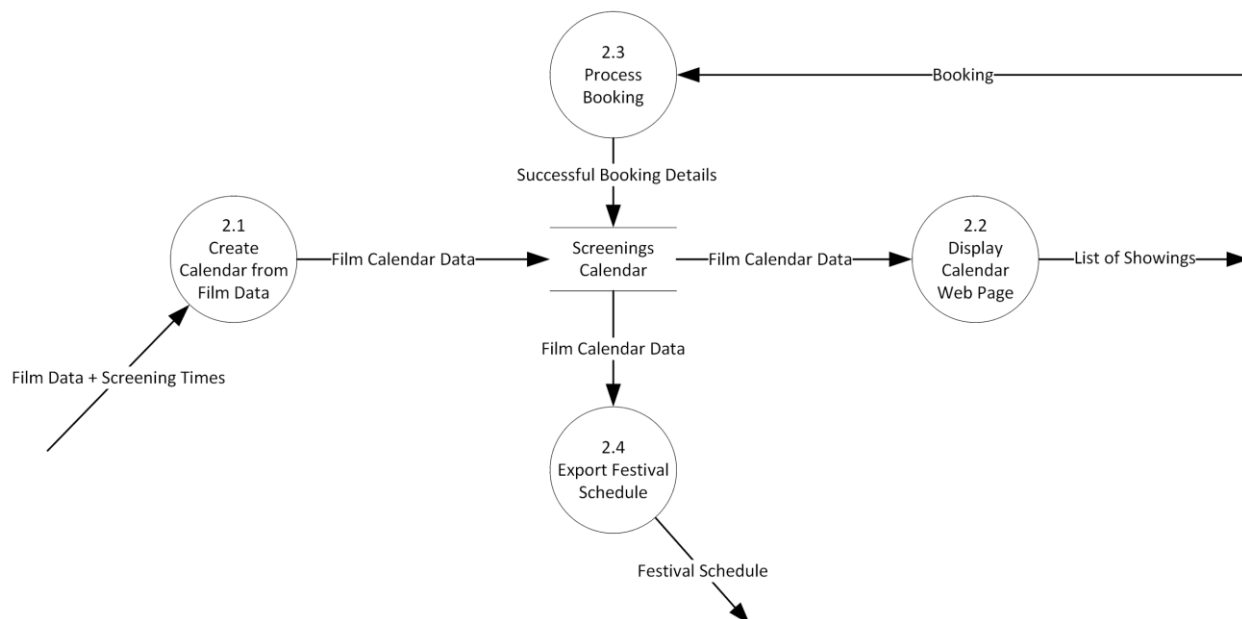 2.3
Process
Booking
Booking
Successful Booking Details
2.1
Create
Calendar from
Film Data
Film Calendar Data
Screenings
Calendar
Film Calendar Data
2.2
Display
Calendar
Web Page
List of Showings
Film Calendar Data
Film Data + Screening Times
2.4
Export Festival
Schedule
Festival Schedule